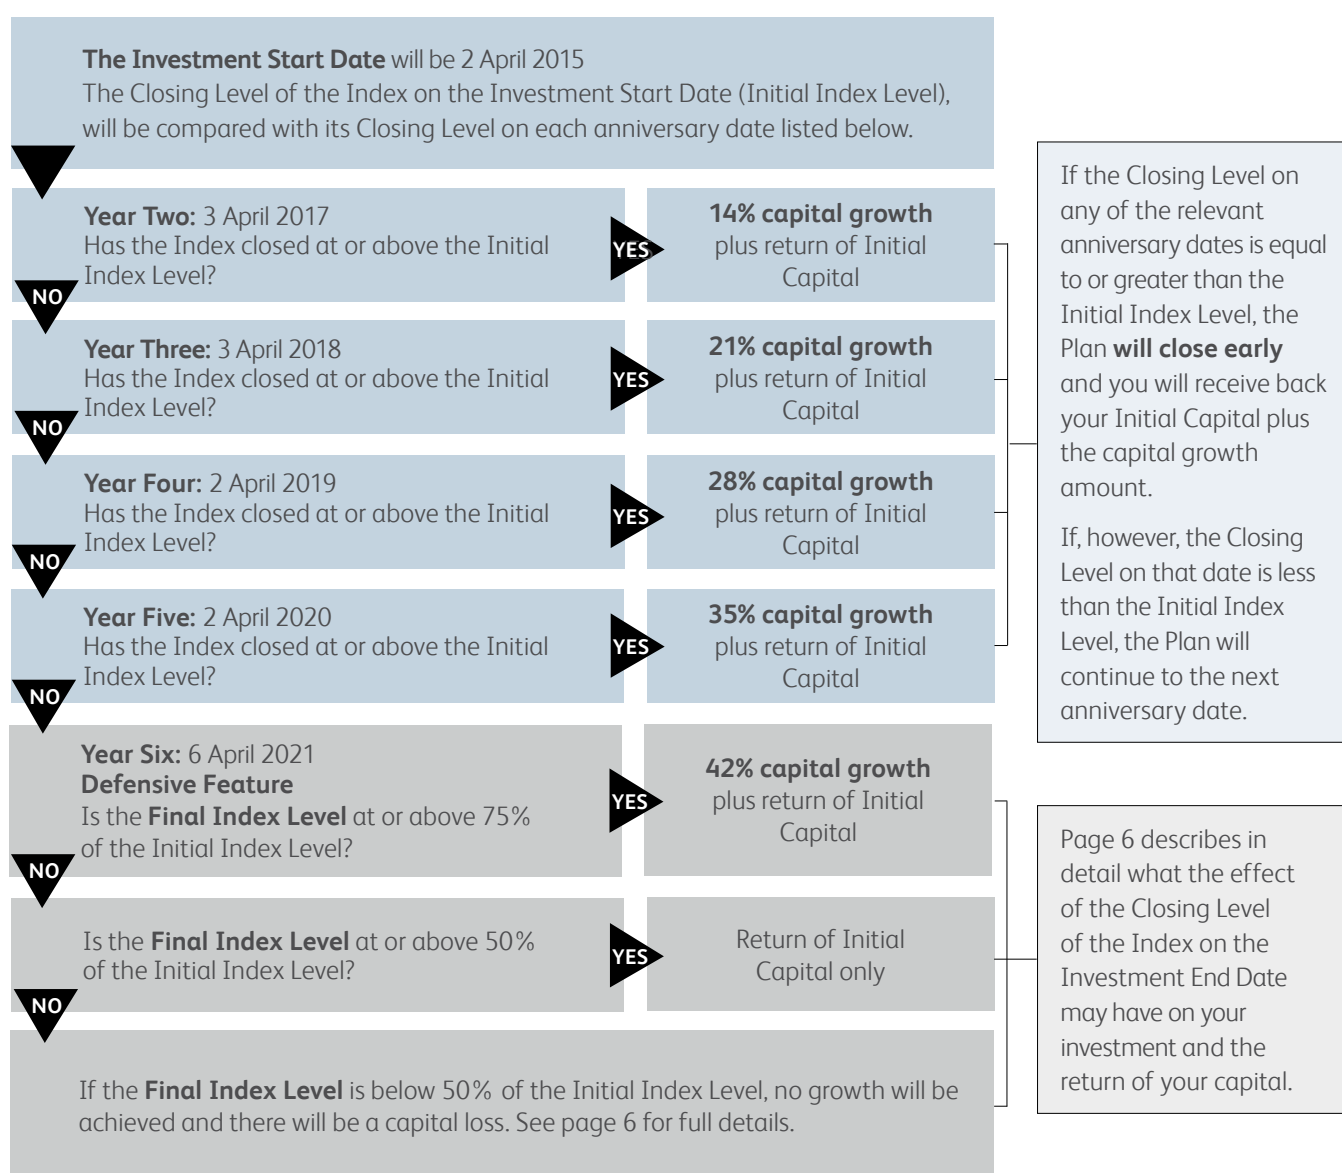 The Investment Start Date will be 2 April 2015
The Closing Level of the Index on the Investment Start Date (Initial Index Level),
will be compared with its Closing Level on each anniversary date listed below.
Year Two: 3 April 2017
Has the Index closed at or above the Initial
Index Level?
YES
14% capital growth
plus return of Initial
Capital
NO
Year Three: 3 April 2018
Has the Index closed at or above the Initial
Index Level?
YES
21% capital growth
plus return of Initial
Capital
NO
Year Four: 2 April 2019
Has the Index closed at or above the Initial
Index Level?
YES
28% capital growth
plus return of Initial
Capital
NO
Year Five: 2 April 2020
Has the Index closed at or above the Initial
Index Level?
YES
35% capital growth
plus return of Initial
Capital
NO
If the Closing Level on
any of the relevant
anniversary dates is equal
to or greater than the
Initial Index Level, the
Plan will close early
and you will receive back
your Initial Capital plus
the capital growth
amount.
If, however, the Closing
Level on that date is less
than the Initial Index
Level, the Plan will
continue to the next
anniversary date.
Year Six: 6 April 2021
Defensive Feature
Is the Final Index Level at or above 75%
of the Initial Index Level?
YES
42% capital growth
plus return of Initial
Capital
NO
Is the Final Index Level at or above 50%
of the Initial Index Level?
YES
Return of Initial
Capital only
NO
If the Final Index Level is below 50% of the Initial Index Level, no growth will be
achieved and there will be a capital loss. See page 6 for full details.
Page 6 describes in
detail what the effect
of the Closing Level
of the Index on the
Investment End Date
may have on your
investment and the
return of your capital.